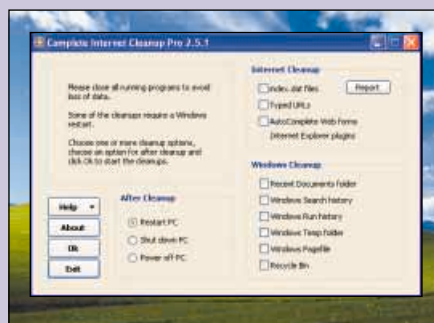 Complete Internet Cleanup Pro 2.5.1
Please close all running programs to avoid
loss of data.
Some of the cleanups require a Windows
restart.
Choose one or more cleanup options,
choose an option for after cleanup and
click Ok to start the cleanups.
Help
About
Ok
Exit
After Cleanup
Restart PC
Shut down PC
Power off PC
Internet Cleanup
Index.dat files
Report
Typed URLs
AutoComplete Web forms
Internet Explorer plugins
Windows Cleanup
Recent Documents folder
Windows Search history
Windows Run history
Windows Temp folder
Windows Pagefile
Recycle Bin